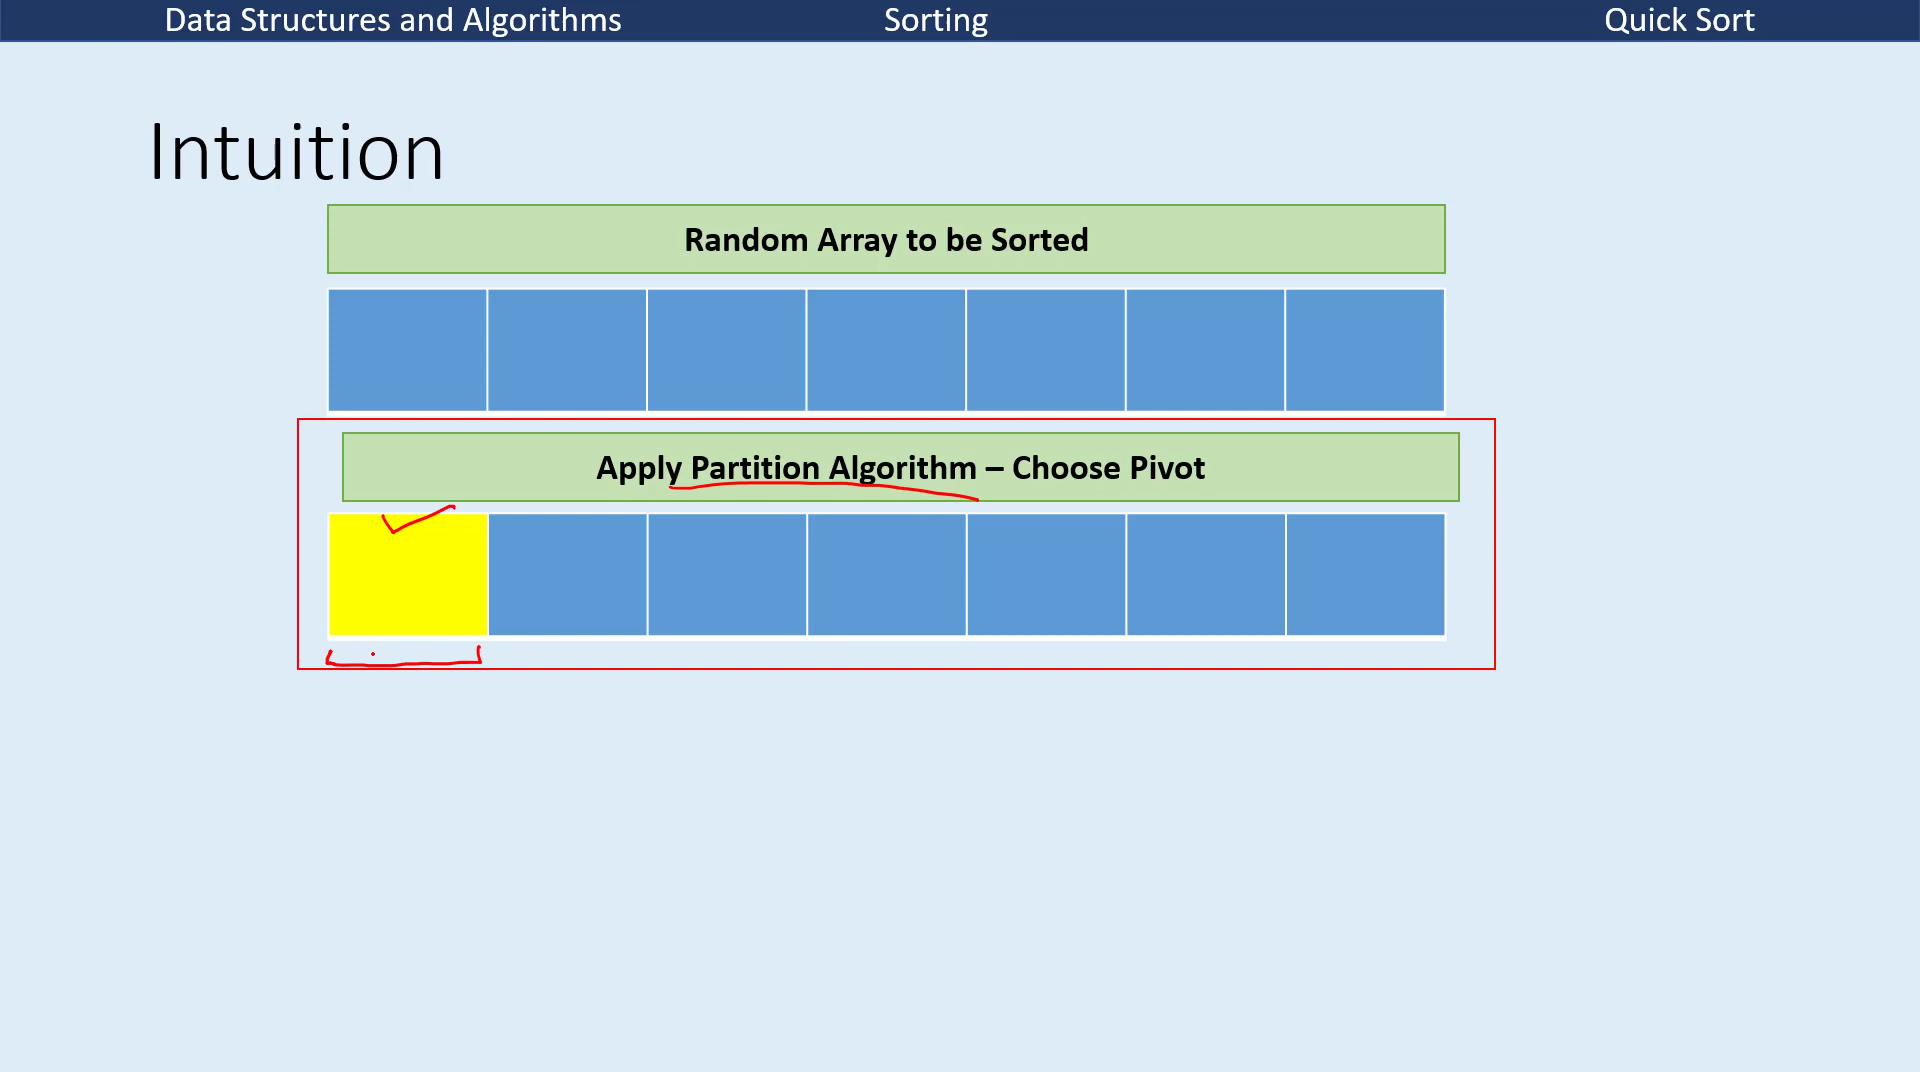 Data Structures and Algorithms Sorting Quick Sort
Intuition
Random Array to be Sorted
Apply Partition Algorithm – Choose Pivot